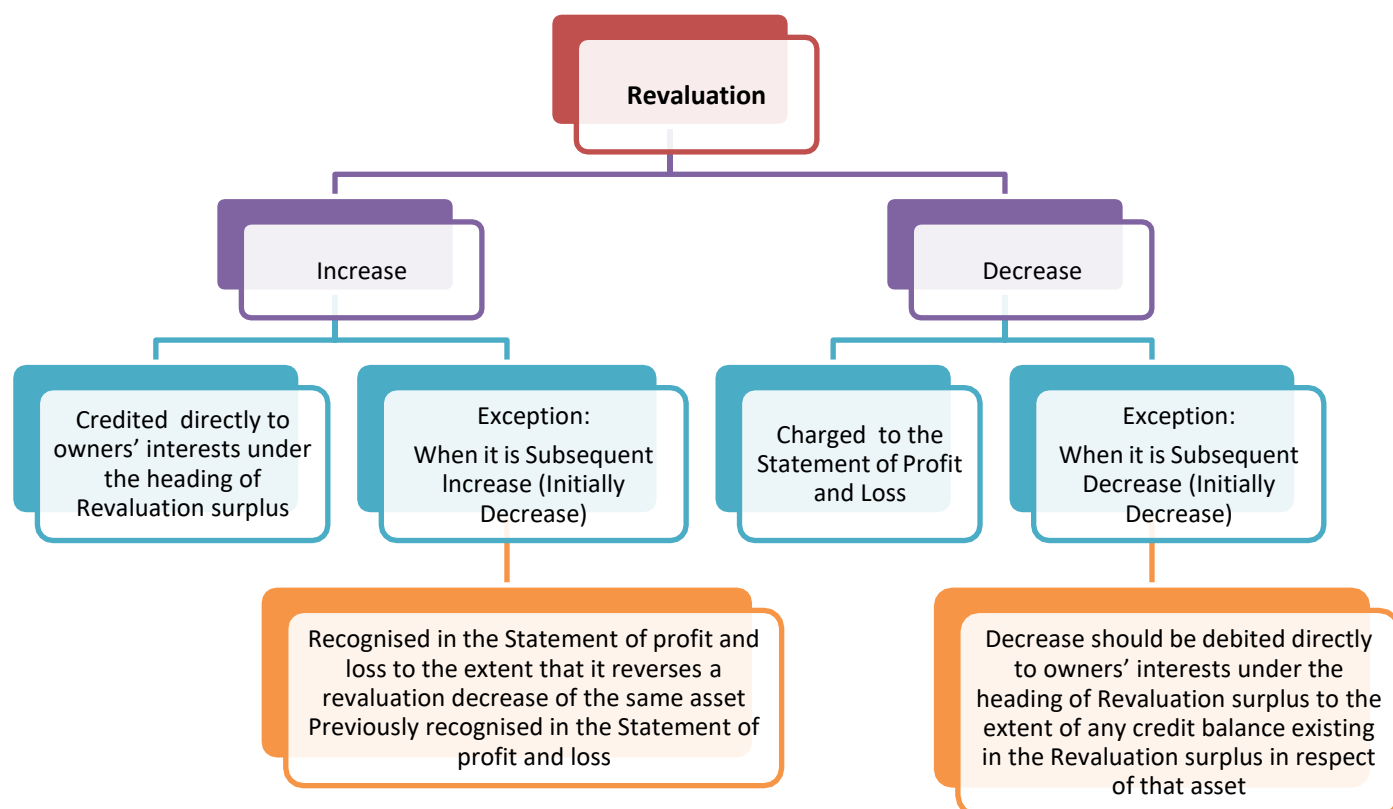 Revaluation
Increase
Decrease
Credited directly to
owners’ interests under
the heading of
Revaluation surplus
Exception:
When it is Subsequent
Increase (Initially
Decrease)
Charged to the
Statement of Profit
and Loss
Exception:
When it is Subsequent
Decrease (Initially
Decrease)
Recognised in the Statement of profit and
loss to the extent that it reverses a
revaluation decrease of the same asset
Previously recognised in the Statement of
profit and loss
Decrease should be debited directly
to owners’ interests under the
heading of Revaluation surplus to the
extent of any credit balance existing
in the Revaluation surplus in respect
of that asset